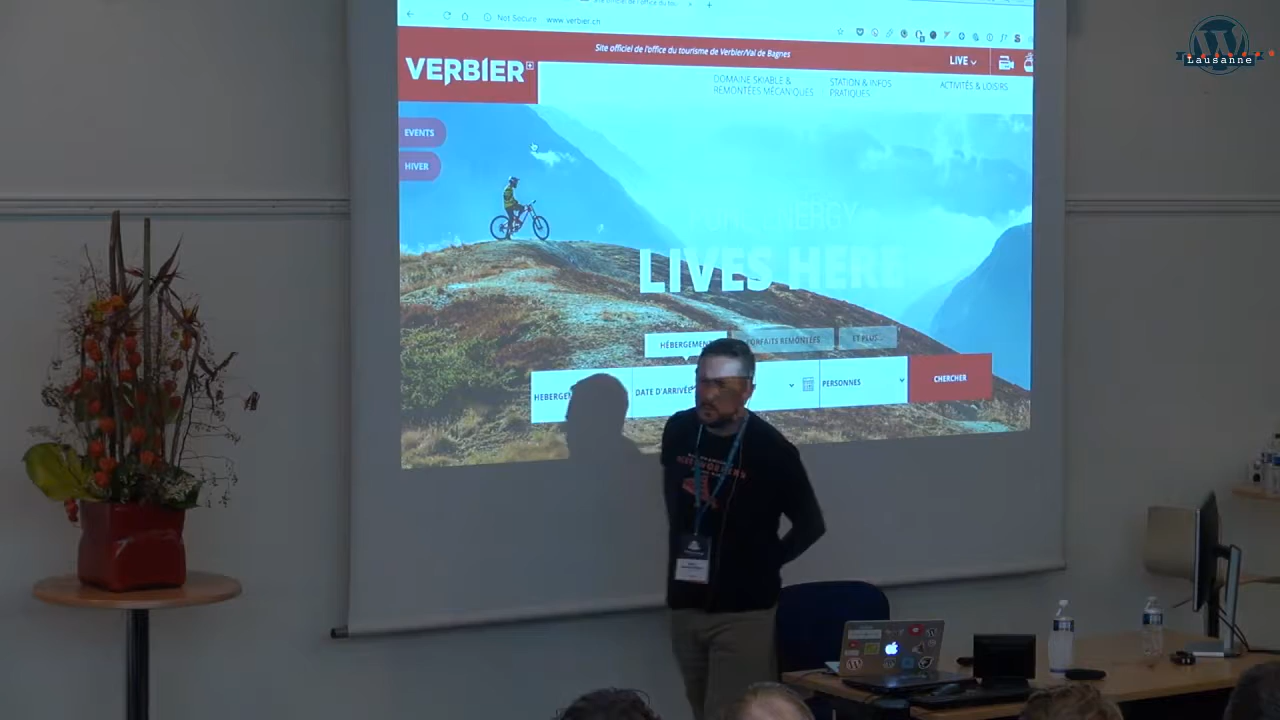 Not Secure
www.verbier.ch
Site officiel de l'office du tourisme de Verbier/Val de Bagnes
VERBIER
LIVE
DOMAINE SKIABLE &
REMONTÉES MÉCANIQUES
STATION & INFOS
PRATIQUES
ACTIVITÉS & LOISIRS
EVENTS
HIVER
ENERGY
LIVES HERE
HÉBERGEMENT
FORFAITS REMONTÉES
ET PLUS...
DATE D'ARRIVÉE
PERSONNES
CHERCHER
Lausanne